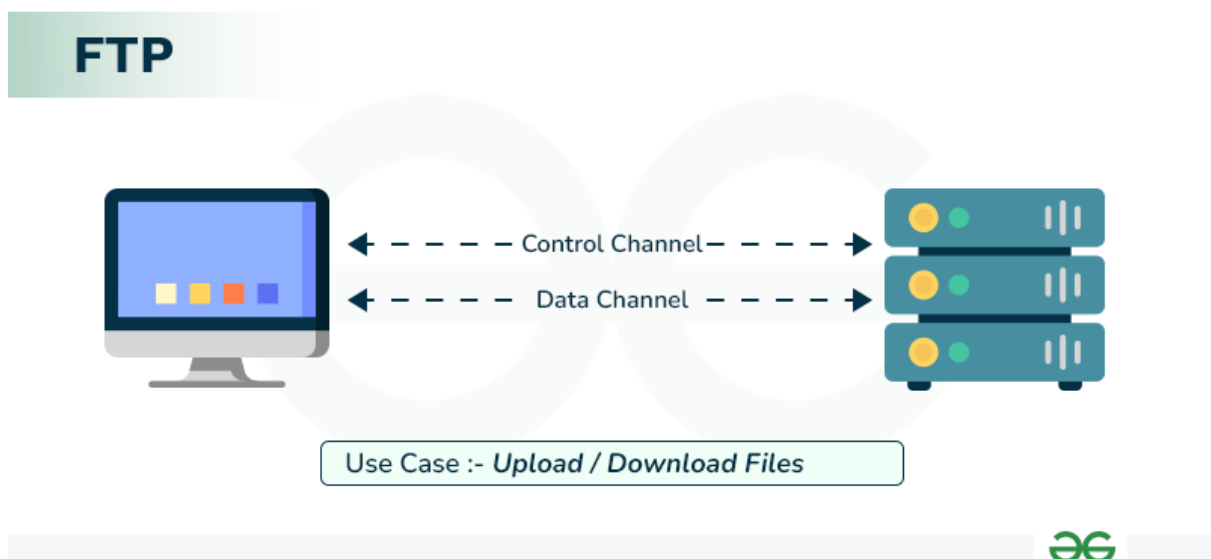 FTP
Control Channel
Data Channel
Use Case :- Upload / Download Files